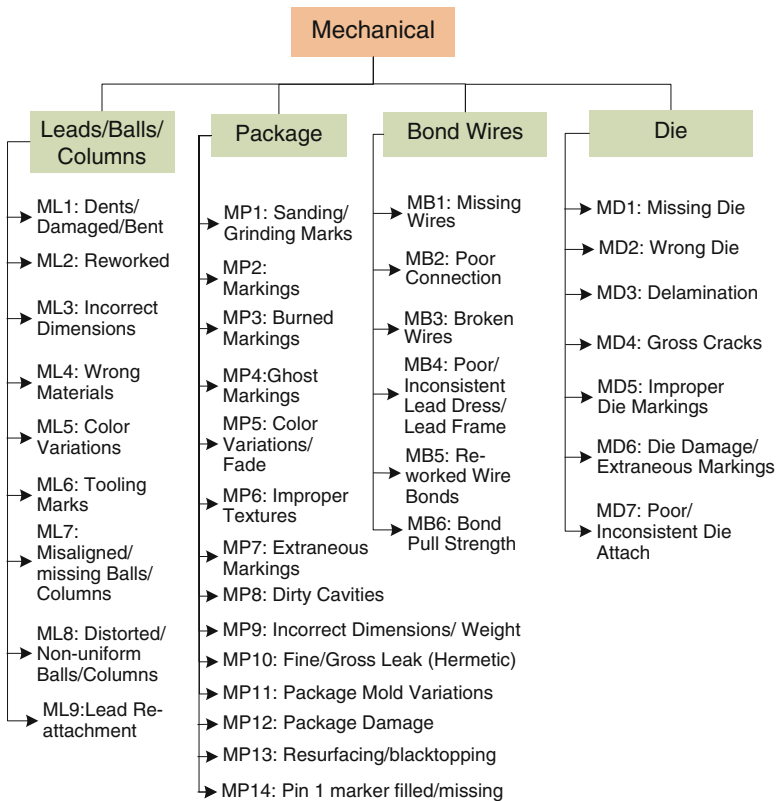 Mechanical
Leads/Balls/
Columns
ML1: Dents/
Damaged/Bent
ML2: Reworked
ML3: Incorrect
Dimensions
ML4: Wrong
Materials
ML5: Color
Variations
ML6: Tooling
Marks
ML7:
Misaligned/
missing Balls/
Columns
ML8: Distorted/
Non-uniform
Balls/Columns
ML9:Lead Re-
attachment
Package
MP1: Sanding/
Grinding Marks
MP2:
Markings
MP3: Burned
Markings
MP4:Ghost
Markings
MP5: Color
Variations/
Fade
MP6: Improper
Textures
MP7: Extraneous
Markings
MP8: Dirty Cavities
MP9: Incorrect Dimensions/ Weight
MP10: Fine/Gross Leak (Hermetic)
MP11: Package Mold Variations
MP12: Package Damage
MP13: Resurfacing/blacktopping
MP14: Pin 1 marker filled/missing
Bond Wires
MB1: Missing
Wires
MB2: Poor
Connection
MB3: Broken
Wires
MB4: Poor/
Inconsistent
Lead Dress/
Lead Frame
MB5: Re-
worked Wire
Bonds
MB6: Bond
Pull Strength
Die
MD1: Missing Die
MD2: Wrong Die
MD3: Delamination
MD4: Gross Cracks
MD5: Improper
Die Markings
MD6: Die Damage/
Extraneous Markings
MD7: Poor/
Inconsistent Die
Attach